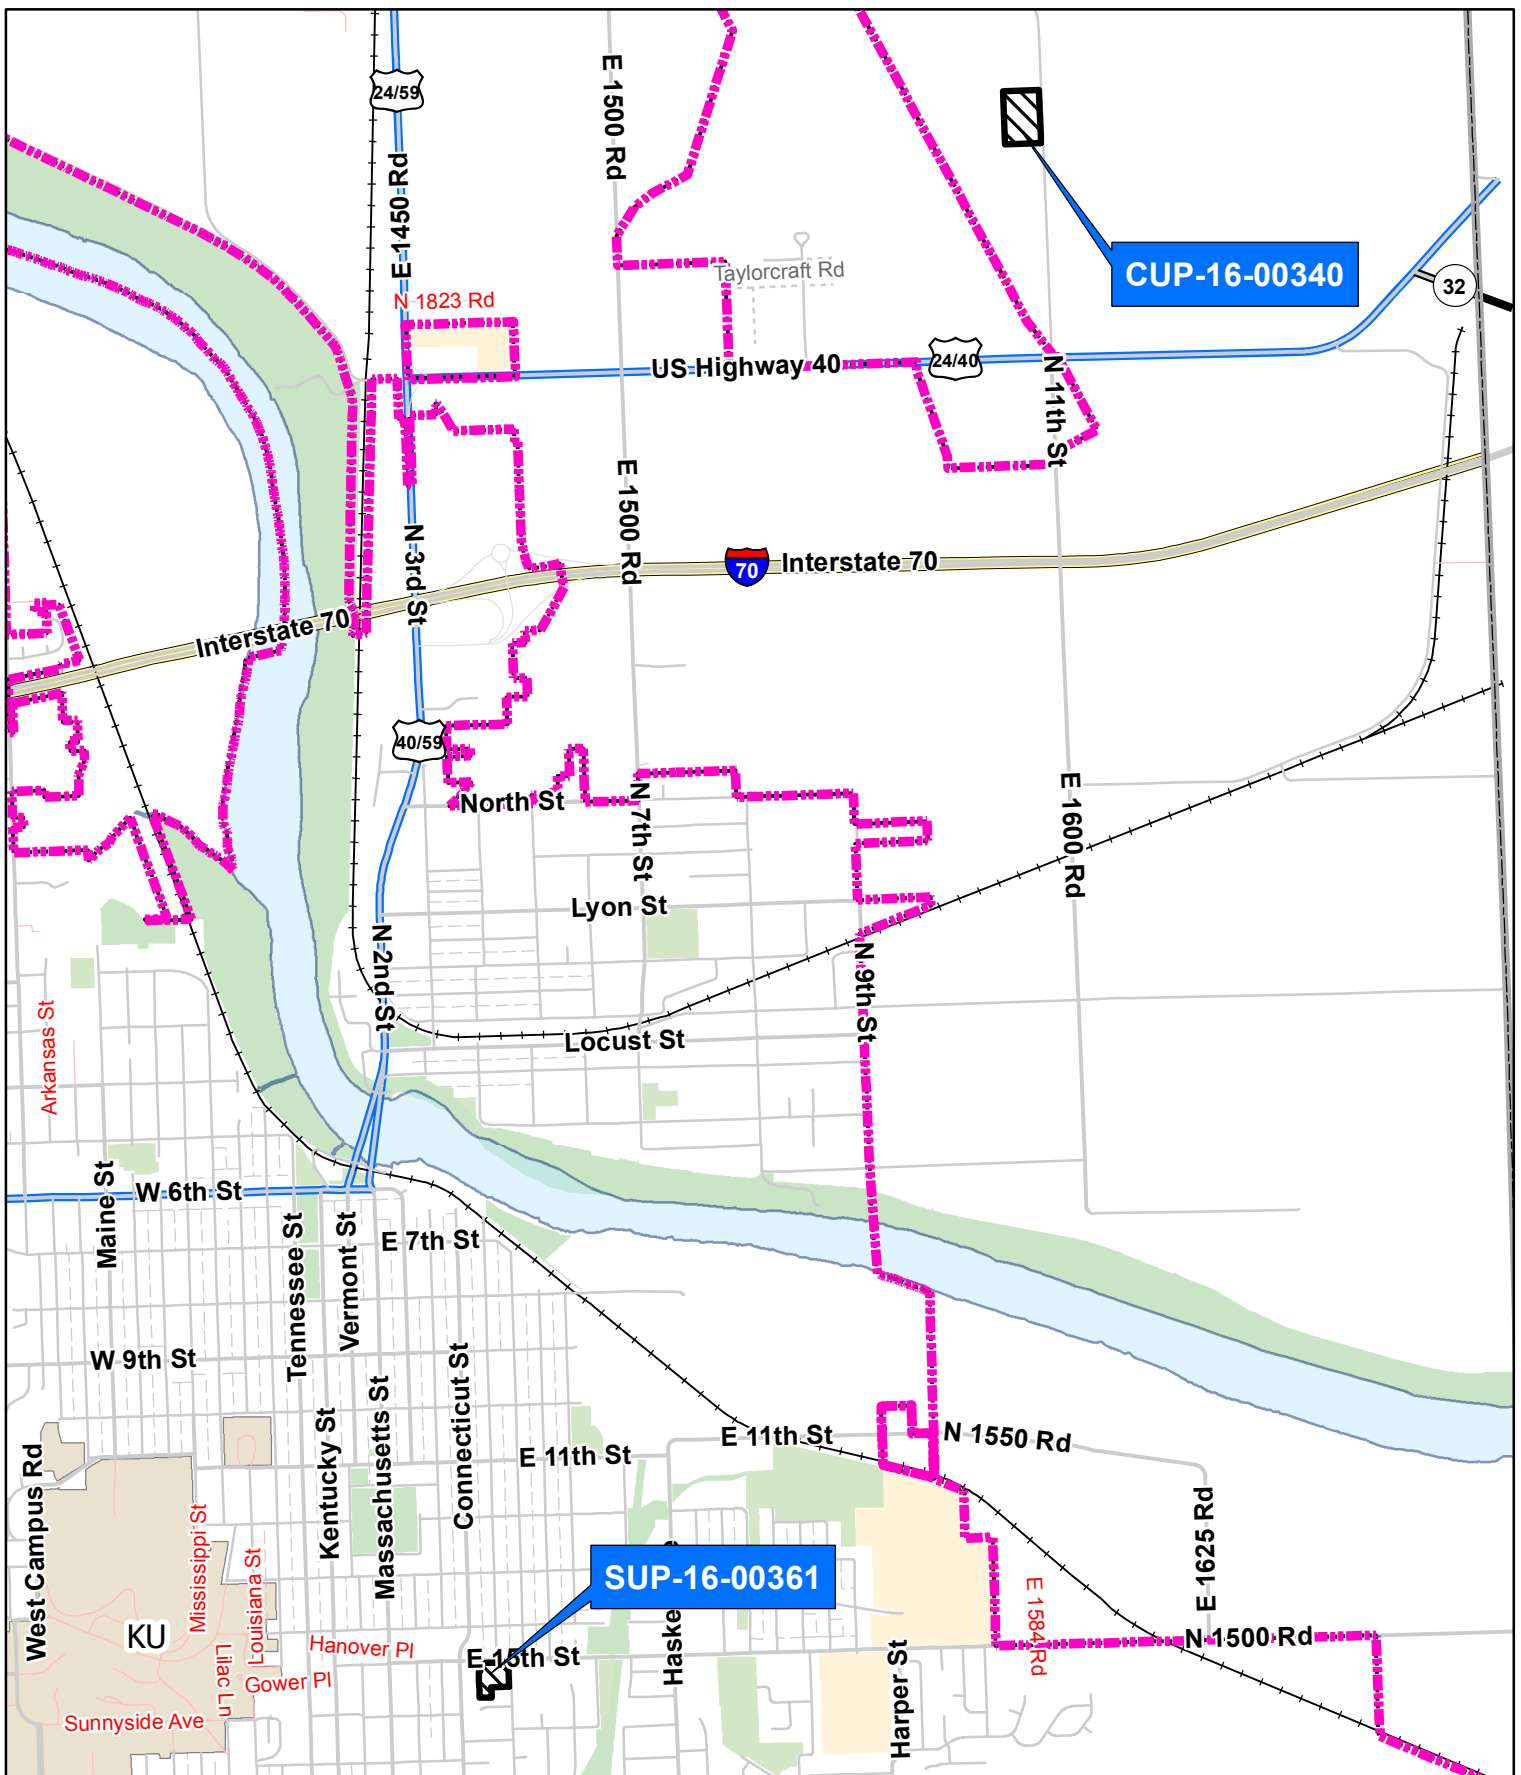 24/59
E 1500 Rd
E 1450 Rd
CUP-16-00340
Taylorcraft Rd
32
N 1823 Rd
US Highway 40
24/40
N 11th St
E 1500 Rd
N 3rd St
70
Interstate 70
Interstate 70
40/59
North St
N 7th St
E 1600 Rd
Lyon St
N 2nd St
N 9th St
Arkansas St
Locust St
Maine St
W 6th St
Tennessee St
Vermont St
E 7th St
W 9th St
Connecticut St
Massachusetts St
Kentucky St
E 11th St
E 11th St
N 1550 Rd
West Campus Rd
Mississippi St
Louisiana St
E 1625 Rd
SUP-16-00361
E 1584 Rd
KU
Hanover Pl
E 15th St
Haske
N 1500 Rd
Lilac Ln
Gower Pl
Harper St
Sunnyside Ave